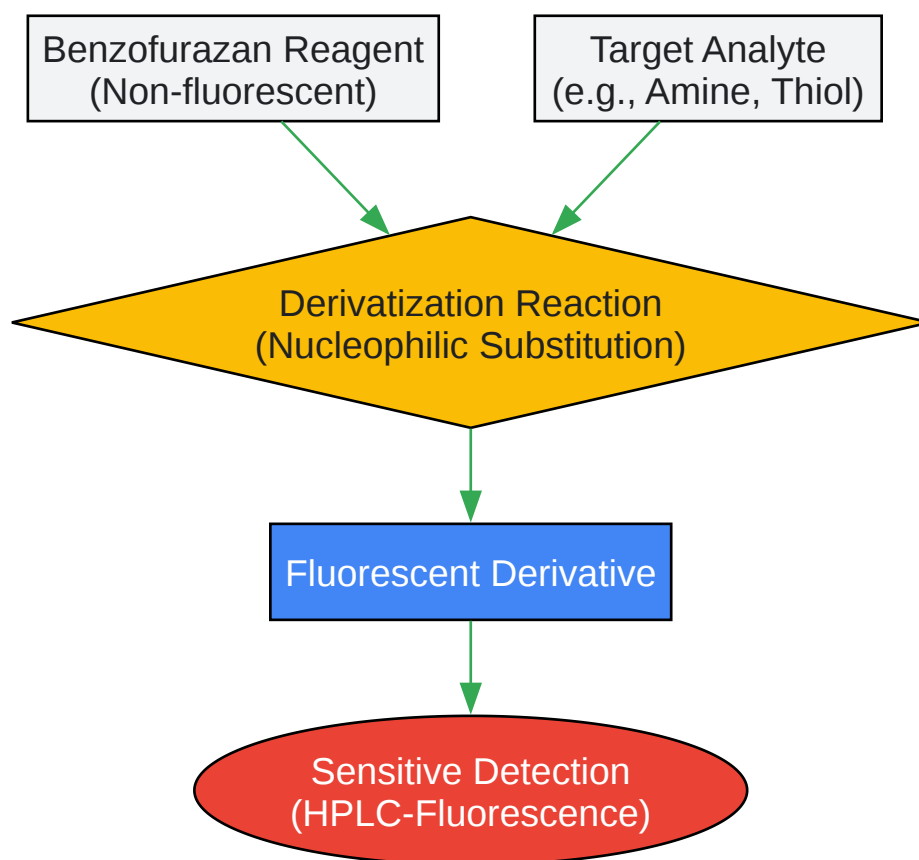 Benzofurazan Reagent
(Non-fluorescent)
Target Analyte
(e.g., Amine, Thiol)
Derivatization Reaction
(Nucleophilic Substitution)
Fluorescent Derivative
Sensitive Detection
(HPLC-Fluorescence)